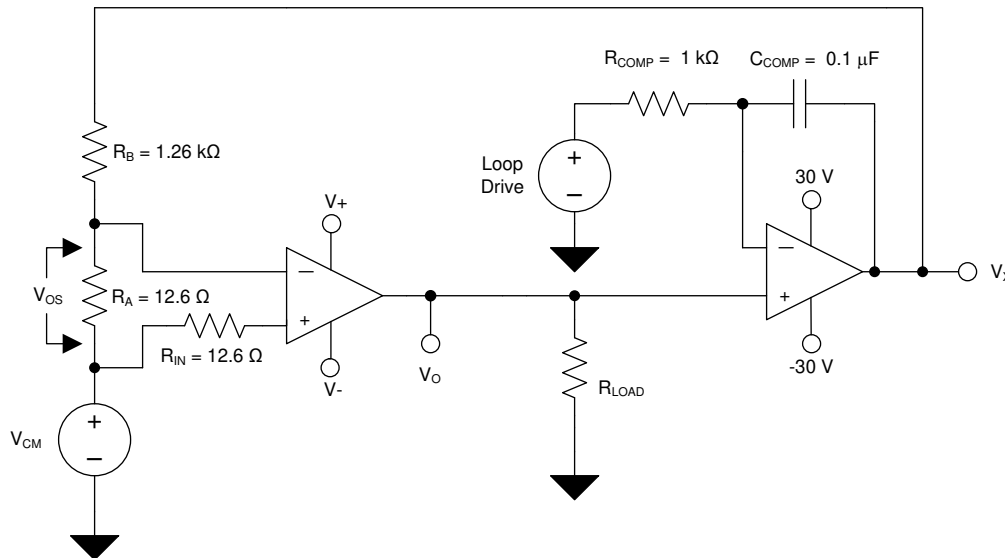 R_COMP = 1 kΩ
C_COMP = 0.1 μF
R_B = 1.26 kΩ
Loop
Drive
+
−
30 V
V+
−
+
V_OS
R_A = 12.6 Ω
R_IN = 12.6 Ω
−
+
V-
V_O
-30 V
R_LOAD
V_CM
+
−